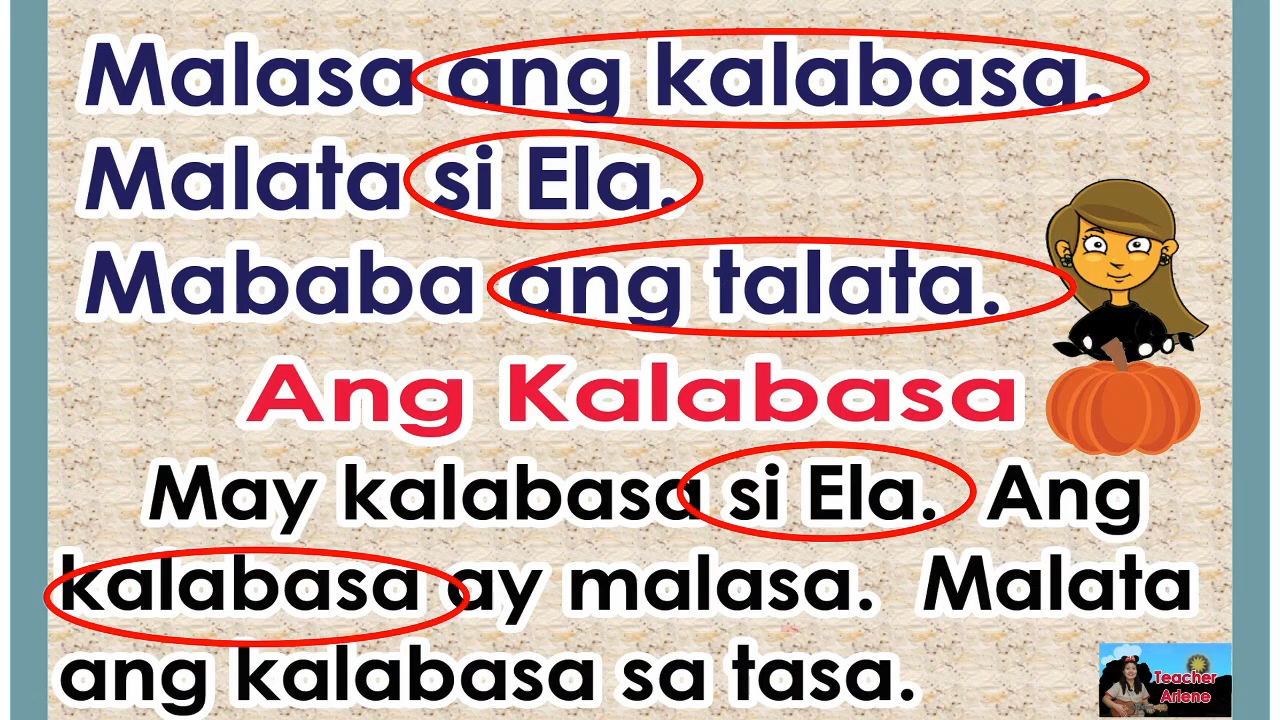 Malasa ang kalabasa.
Malata si Ela.
Mababa ang talata.
Ang Kalabasa
May kalabasa si Ela. Ang
kalabasa ay malasa. Malata
ang kalabasa sa tasa.
Teacher
Arlene